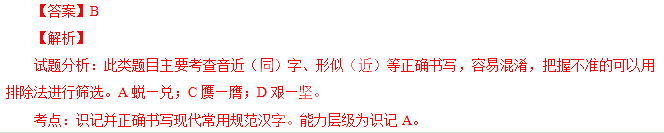 【答案】B
【解析】
试题分析：此类题目主要考查音近（同）字、形似（近）等正确书写，容易混淆，把握不准的可以用
排除法进行筛选。A 蜕—兑；C 赝—膺；D 艰—坚。
考点：识记并正确书写现代常用规范汉字。能力层级为识记 A。